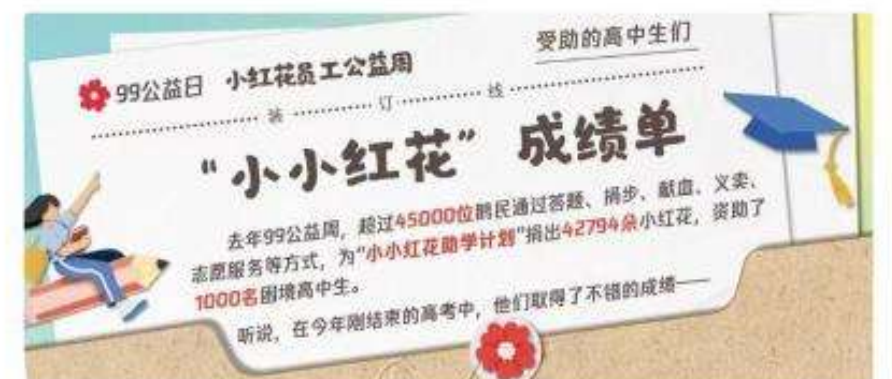 受助的高中生们
99公益日 小红花员工公益周
装 订 线
“小小红花”成绩单
去年99公益周，超过45000位鹅民通过答题、捐步、献血、义卖、
志愿服务等方式，为“小小红花助学计划”捐出42794朵小红花，资助了
1000名困境高中生。
听说，在今年刚结束的高考中，他们取得了不错的成绩——